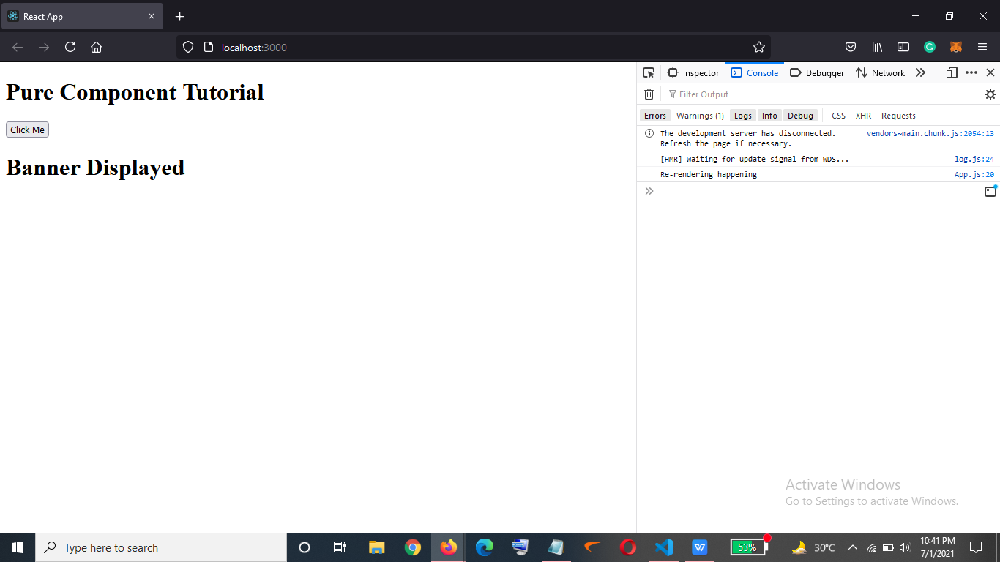 React App
localhost:3000
Pure Component Tutorial
Click Me
Banner Displayed
Inspector
Console
Debugger
Network
Filter Output
Errors
Warnings (1)
Logs
Info
Debug
CSS
XHR
Requests
The development server has disconnected. vendors~main.chunk.js:2054:13
Refresh the page if necessary.
[HMR] Waiting for update signal from WDS... log.js:24
Re-rendering happening App.js:20
Activate Windows
Go to Settings to activate Windows.
Type here to search
53%
30°C
10:41 PM
7/1/2021